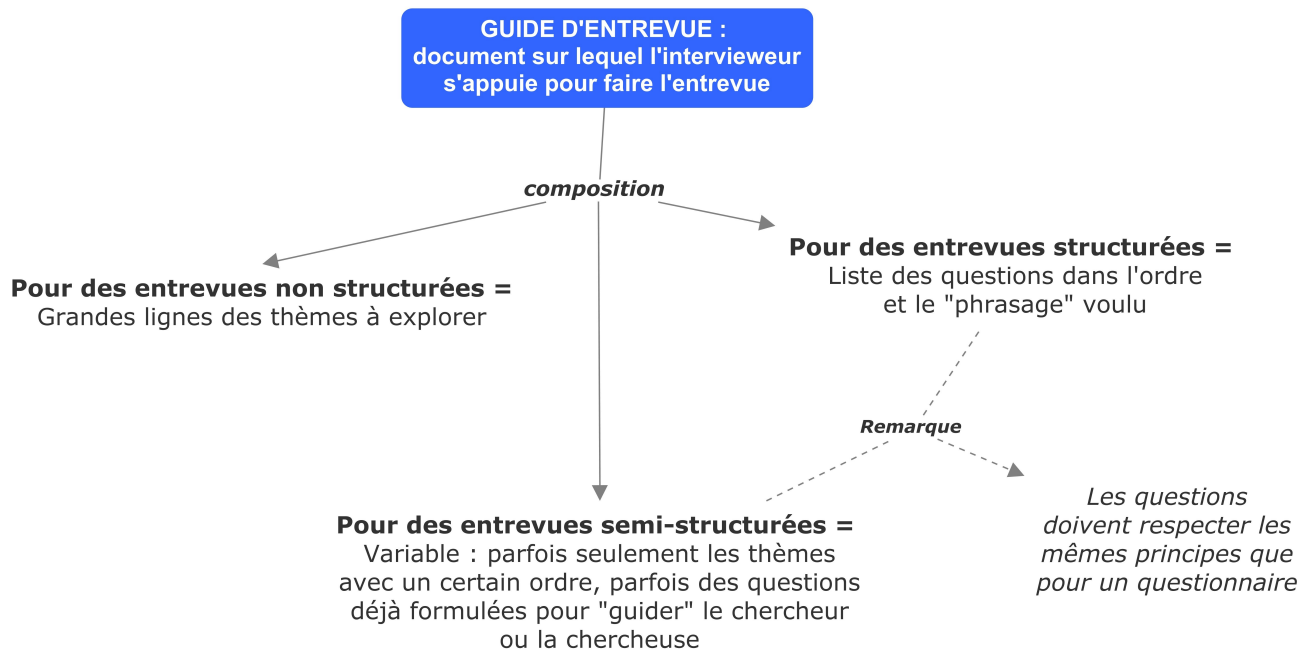 GUIDE D'ENTREVUE :
document sur lequel l'intervieweur
s'appuie pour faire l'entrevue
composition
Pour des entrevues non structurées =
Grandes lignes des thèmes à explorer
Pour des entrevues structurées =
Liste des questions dans l'ordre
et le "phrasage" voulu
Remarque
Pour des entrevues semi-structurées =
Variable : parfois seulement les thèmes
avec un certain ordre, parfois des questions
déjà formulées pour "guider" le chercheur
ou la chercheuse
Les questions
doivent respecter les
mêmes principes que
pour un questionnaire